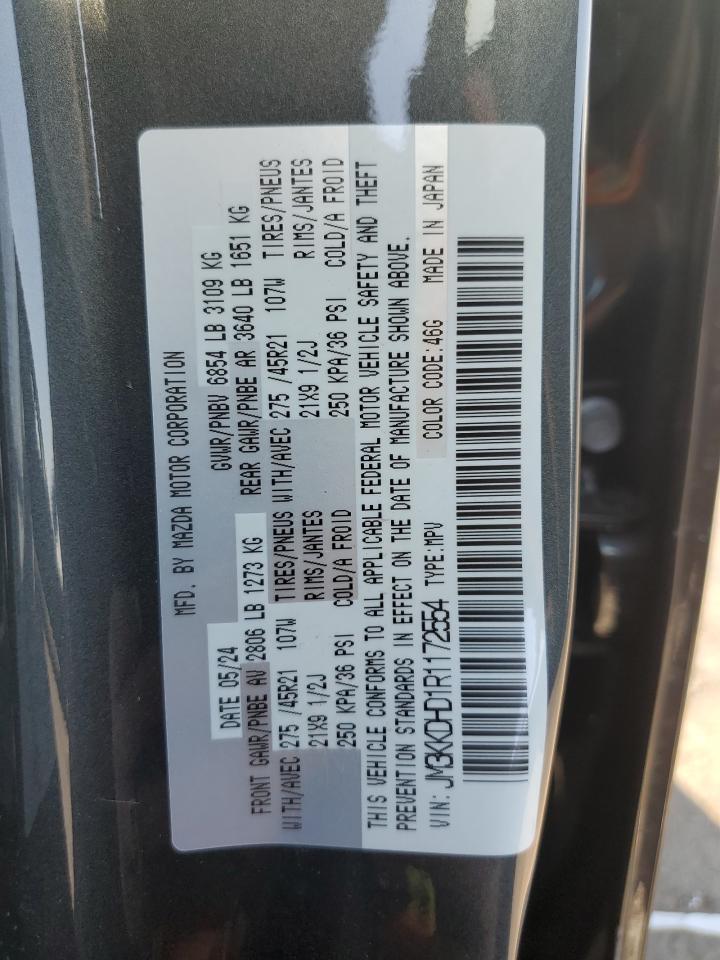 MFD. BY MAZDA MOTOR CORPORATION
DATE 05/24 GVWR/PNBV 6854 LB 3109 KG
FRONT GAWR/PNBE AV 2806 LB 1273 KG REAR GAWR/PNBE AR 3640 LB 1651 KG
WITH/AVEC 275 /45R21 107W TIRES/PNEUS WITH/AVEC 275 /45R21 107W TIRES/PNEUS
21X9 1/2J RIMS/JANTES 21X9 1/2J RIMS/JANTES
250 KPA/36 PSI COLD/A FROID 250 KPA/36 PSI COLD/A FROID
THIS VEHICLE CONFORMS TO ALL APPLICABLE FEDERAL MOTOR VEHICLE SAFETY AND THEFT
PREVENTION STANDARDS IN EFFECT ON THE DATE OF MANUFACTURE SHOWN ABOVE.
VIN: JM3KK0HD1R1172554 TYPE:MPV COLOR CODE:46G MADE IN JAPAN